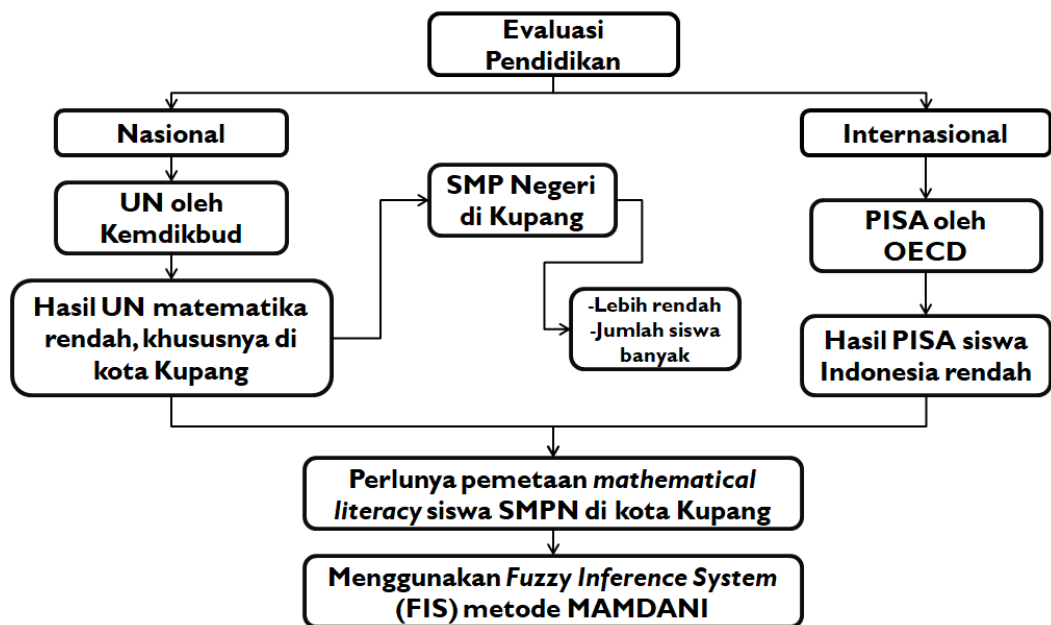 Evaluasi
Pendidikan
Nasional
Internasional
UN oleh
Kemdikbud
SMP Negeri
di Kupang
PISA oleh
OECD
Hasil UN matematika
rendah, khususnya di
kota Kupang
-Lebih rendah
-Jumlah siswa
banyak
Hasil PISA siswa
Indonesia rendah
Perlunya pemetaan mathematical
literacy siswa SMPN di kota Kupang
Menggunakan Fuzzy Inference System
(FIS) metode MAMDANI